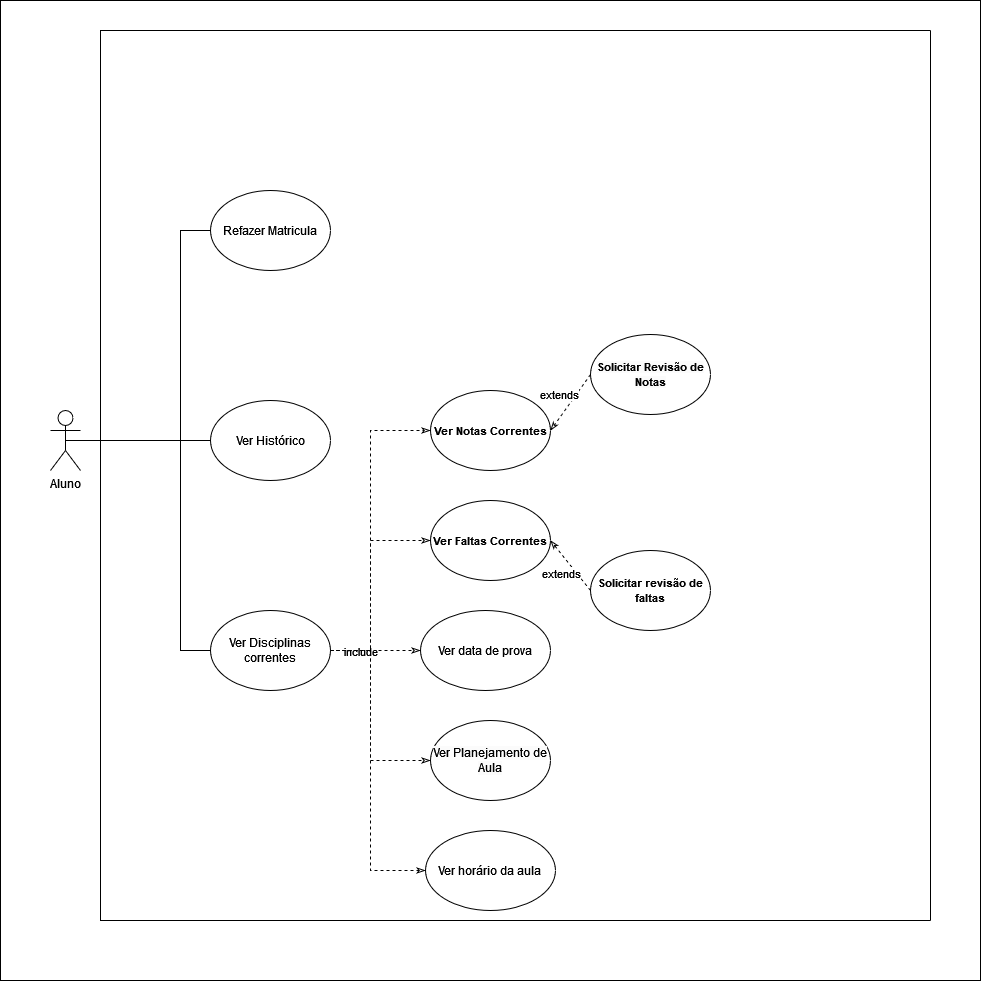 Refazer Matricula
Solicitar Revisão de
Notas
extends
Ver Notas Correntes
Ver Histórico
Aluno
Ver Faltas Correntes
extends
Solicitar revisão de
faltas
Ver Disciplinas
correntes
include
Ver data de prova
Ver Planejamento de
Aula
Ver horário da aula